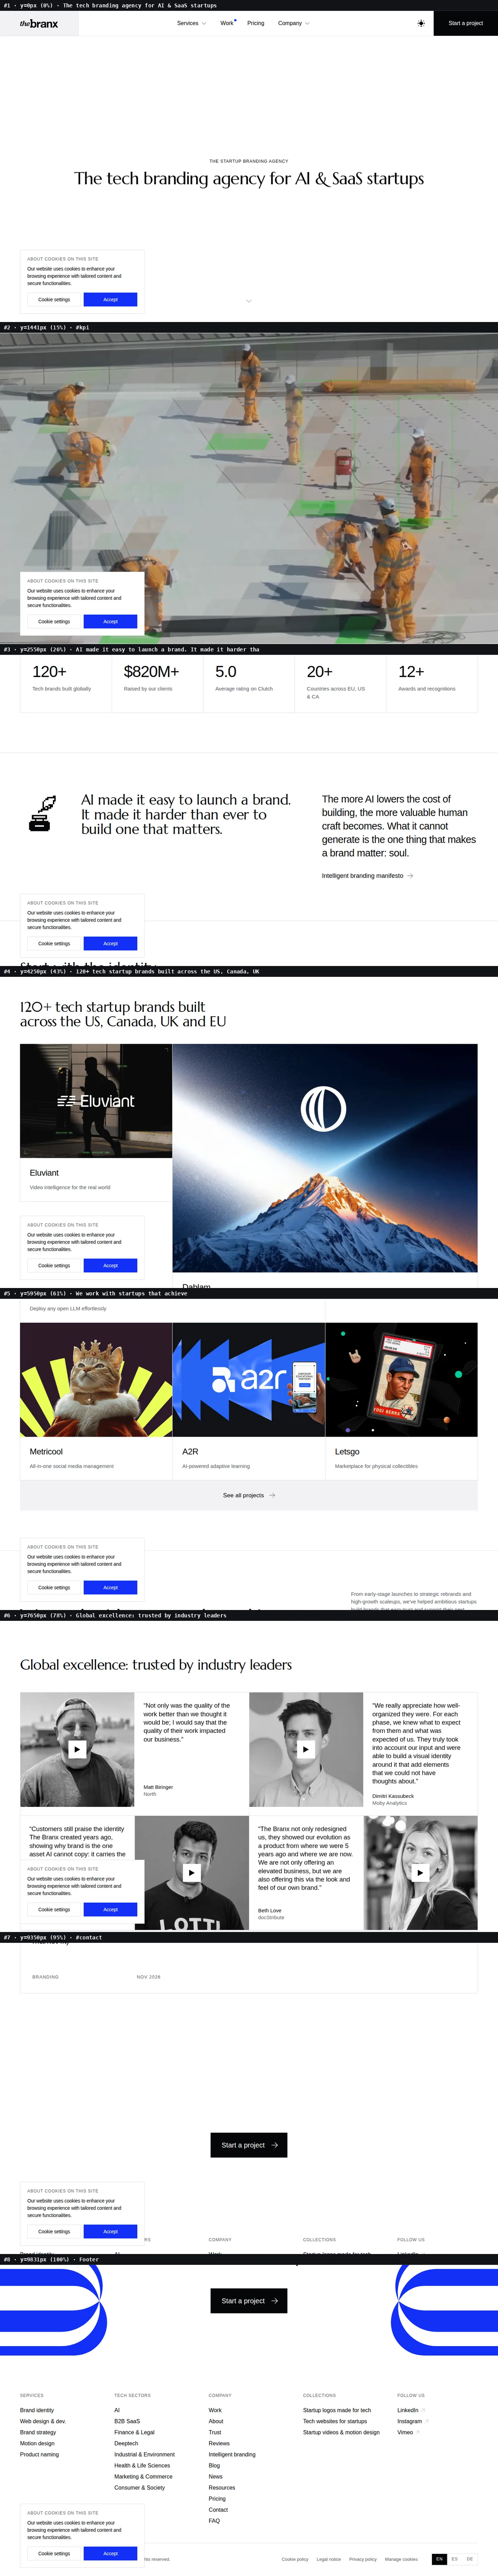 #1 · y=0px (0%) · The tech branding agency for AI & SaaS startups
thebranx
Services
Work
Pricing
Company
Start a project
THE STARTUP BRANDING AGENCY
The tech branding agency for AI & SaaS startups
ABOUT COOKIES ON THIS SITE
Our website uses cookies to enhance your
browsing experience with tailored content and
secure functionalities.
Cookie settings
Accept
#2 · y=1441px (15%) · #kpi
ABOUT COOKIES ON THIS SITE
Our website uses cookies to enhance your
browsing experience with tailored content and
secure functionalities.
Cookie settings
Accept
#3 · y=2550px (26%) · AI made it easy to launch a brand. It made it harder tha
120+
Tech brands built globally
$820M+
Raised by our clients
5.0
Average rating on Clutch
20+
Countries across EU, US
& CA
12+
Awards and recognitions
AI made it easy to launch a brand.
It made it harder than ever to
build one that matters.
The more AI lowers the cost of
building, the more valuable human
craft becomes. What it cannot
generate is the one thing that makes
a brand matter: soul.
Intelligent branding manifesto
ABOUT COOKIES ON THIS SITE
Our website uses cookies to enhance your
browsing experience with tailored content and
secure functionalities.
Cookie settings
Accept
#4 · y=4250px (43%) · 120+ tech startup brands built across the US, Canada, UK
120+ tech startup brands built
across the US, Canada, UK and EU
Eluviant
Eluviant
Video intelligence for the real world
ABOUT COOKIES ON THIS SITE
Our website uses cookies to enhance your
browsing experience with tailored content and
secure functionalities.
Cookie settings
Accept
#5 · y=5950px (61%) · We work with startups that achieve
Deploy any open LLM effortlessly
a2r
YOGI BERRA
Metricool
All-in-one social media management
A2R
AI-powered adaptive learning
Letsgo
Marketplace for physical collectibles
See all projects
ABOUT COOKIES ON THIS SITE
Our website uses cookies to enhance your
browsing experience with tailored content and
secure functionalities.
Cookie settings
Accept
From early-stage launches to strategic rebrands and
high-growth scaleups, we've helped ambitious startups
#6 · y=7650px (78%) · Global excellence: trusted by industry leaders
Global excellence: trusted by industry leaders
“Not only was the quality of the
work better than we thought it
would be; I would say that the
quality of their work impacted
our business.”
Matt Biringer
North
“We really appreciate how well-
organized they were. For each
phase, we knew what to expect
from them and what was
expected of us. They truly took
into account our input and were
able to build a visual identity
around it that add elements
that we could not have
thoughts about.”
Dimitri Kassubeck
Moby Analytics
“Customers still praise the identity
The Branx created years ago,
showing why brand is the one
asset AI cannot copy: it carries the
LOTTI
“The Branx not only redesigned
us, they showed our evolution as
a product from where we were 5
years ago and where we are now.
We are not only offering an
elevated business, but we are
also offering this via the look and
feel of our own brand.”
Beth Love
docStribute
ABOUT COOKIES ON THIS SITE
Our website uses cookies to enhance your
browsing experience with tailored content and
secure functionalities.
Cookie settings
Accept
#7 · y=9350px (95%) · #contact
BRANDING
NOV 2026
Start a project
ABOUT COOKIES ON THIS SITE
Our website uses cookies to enhance your
browsing experience with tailored content and
secure functionalities.
Cookie settings
Accept
COMPANY
COLLECTIONS
FOLLOW US
#8 · y=9831px (100%) · Footer
Start a project
SERVICES
Brand identity
Web design & dev.
Brand strategy
Motion design
Product naming
TECH SECTORS
AI
B2B SaaS
Finance & Legal
Deeptech
Industrial & Environment
Health & Life Sciences
Marketing & Commerce
Consumer & Society
COMPANY
Work
About
Trust
Reviews
Intelligent branding
Blog
News
Resources
Pricing
Contact
FAQ
COLLECTIONS
Startup logos made for tech
Tech websites for startups
Startup videos & motion design
FOLLOW US
LinkedIn
Instagram
Vimeo
ABOUT COOKIES ON THIS SITE
Our website uses cookies to enhance your
browsing experience with tailored content and
secure functionalities.
Cookie settings
Accept
hts reserved.
Cookie policy
Legal notice
Privacy policy
Manage cookies
EN
ES
DE